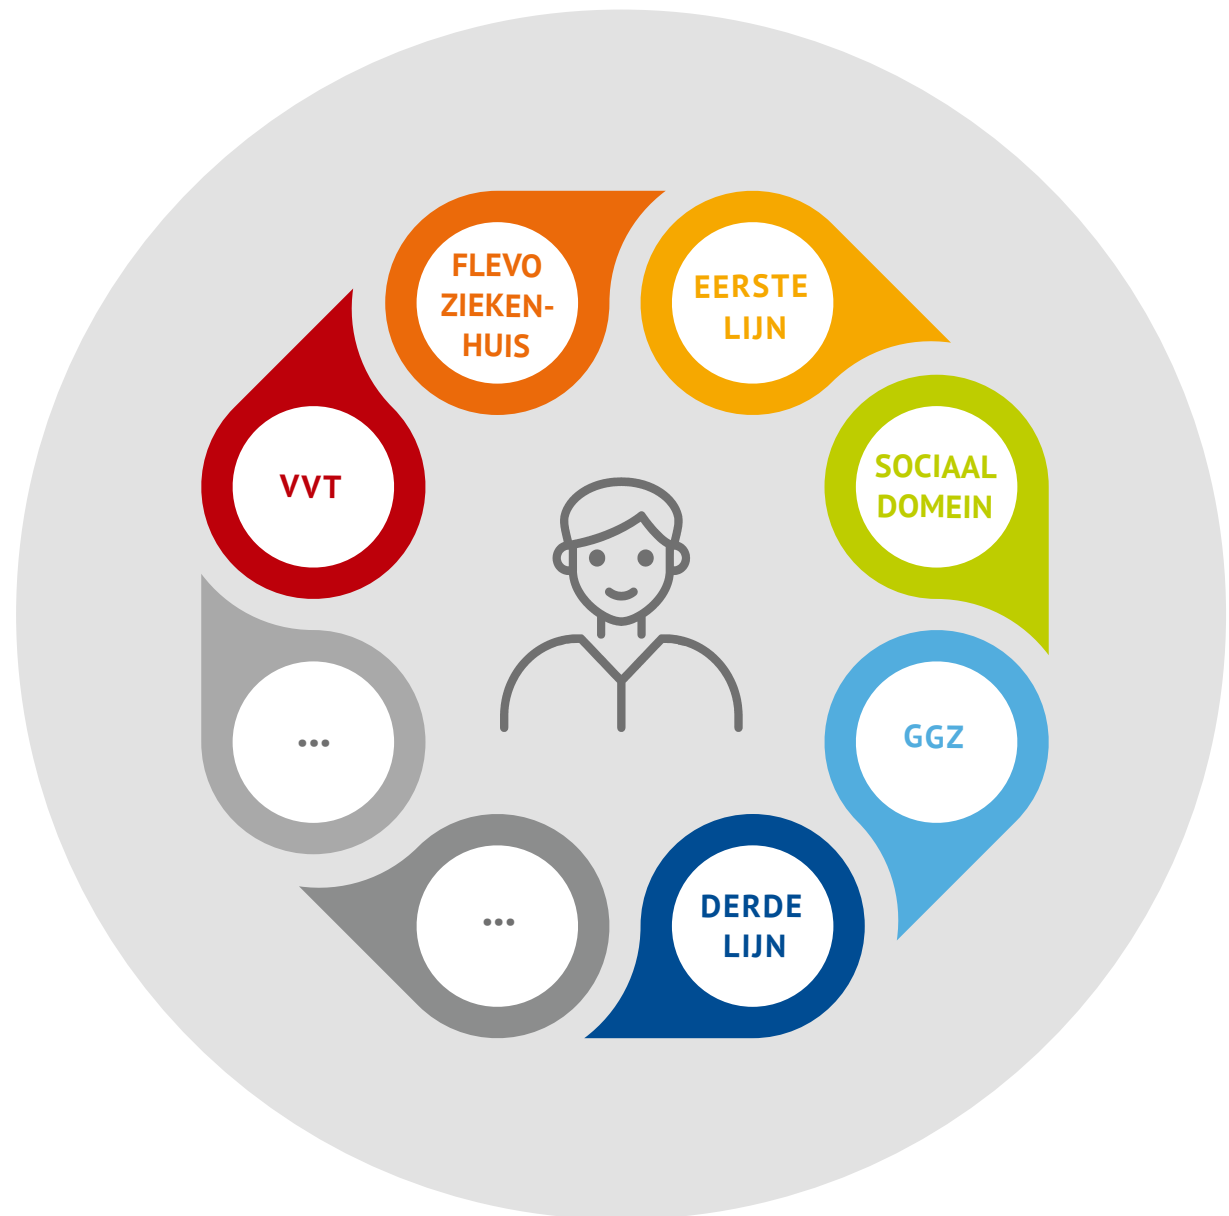 FLEVO
ZIEKEN-
HUIS
EERSTE
LIJN
SOCIAAL
DOMEIN
GGZ
DERDE
LIJN
...
...
VVT